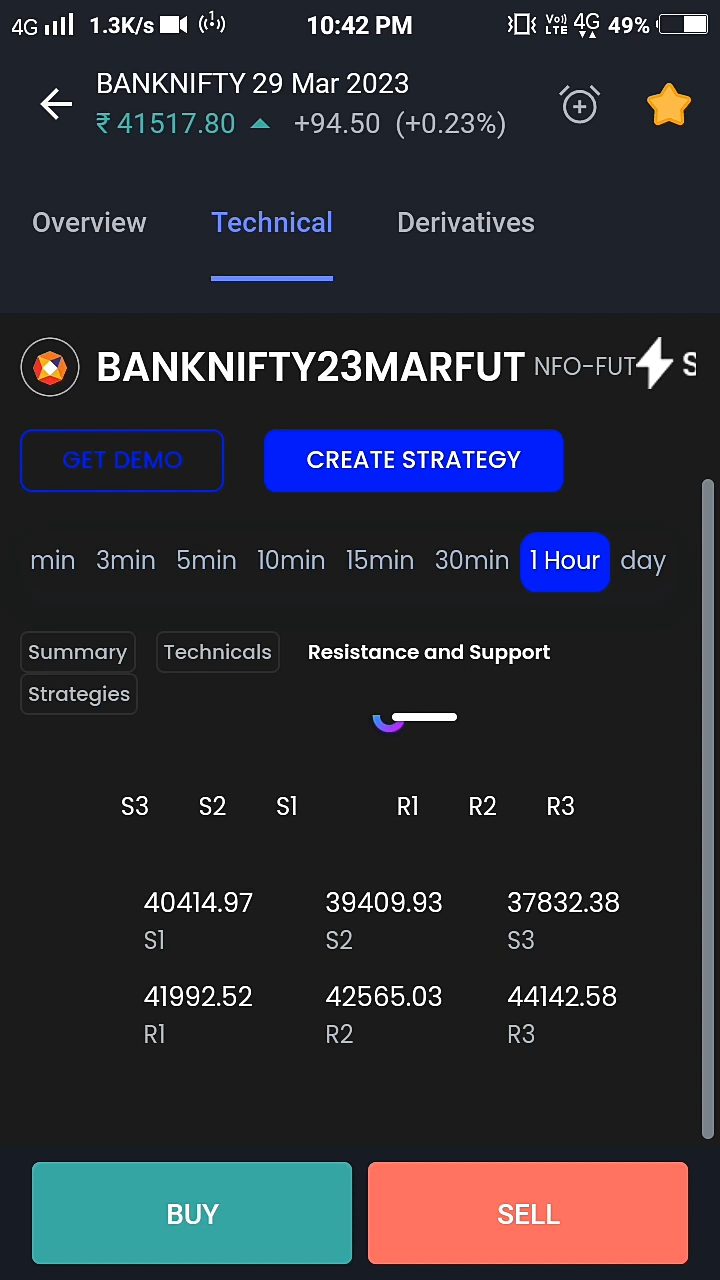 4G 1.3K/s 10:42 PM Vo)) LTE 4G 49%
BANKNIFTY 29 Mar 2023
₹ 41517.80 ▲ +94.50 (+0.23%)
Overview Technical Derivatives
BANKNIFTY23MARFUT NFO-FUT S
GET DEMO CREATE STRATEGY
min 3min 5min 10min 15min 30min 1 Hour day
Summary Technicals Resistance and Support
Strategies
S3 S2 S1 R1 R2 R3
40414.97 39409.93 37832.38
S1 S2 S3
41992.52 42565.03 44142.58
R1 R2 R3
BUY SELL